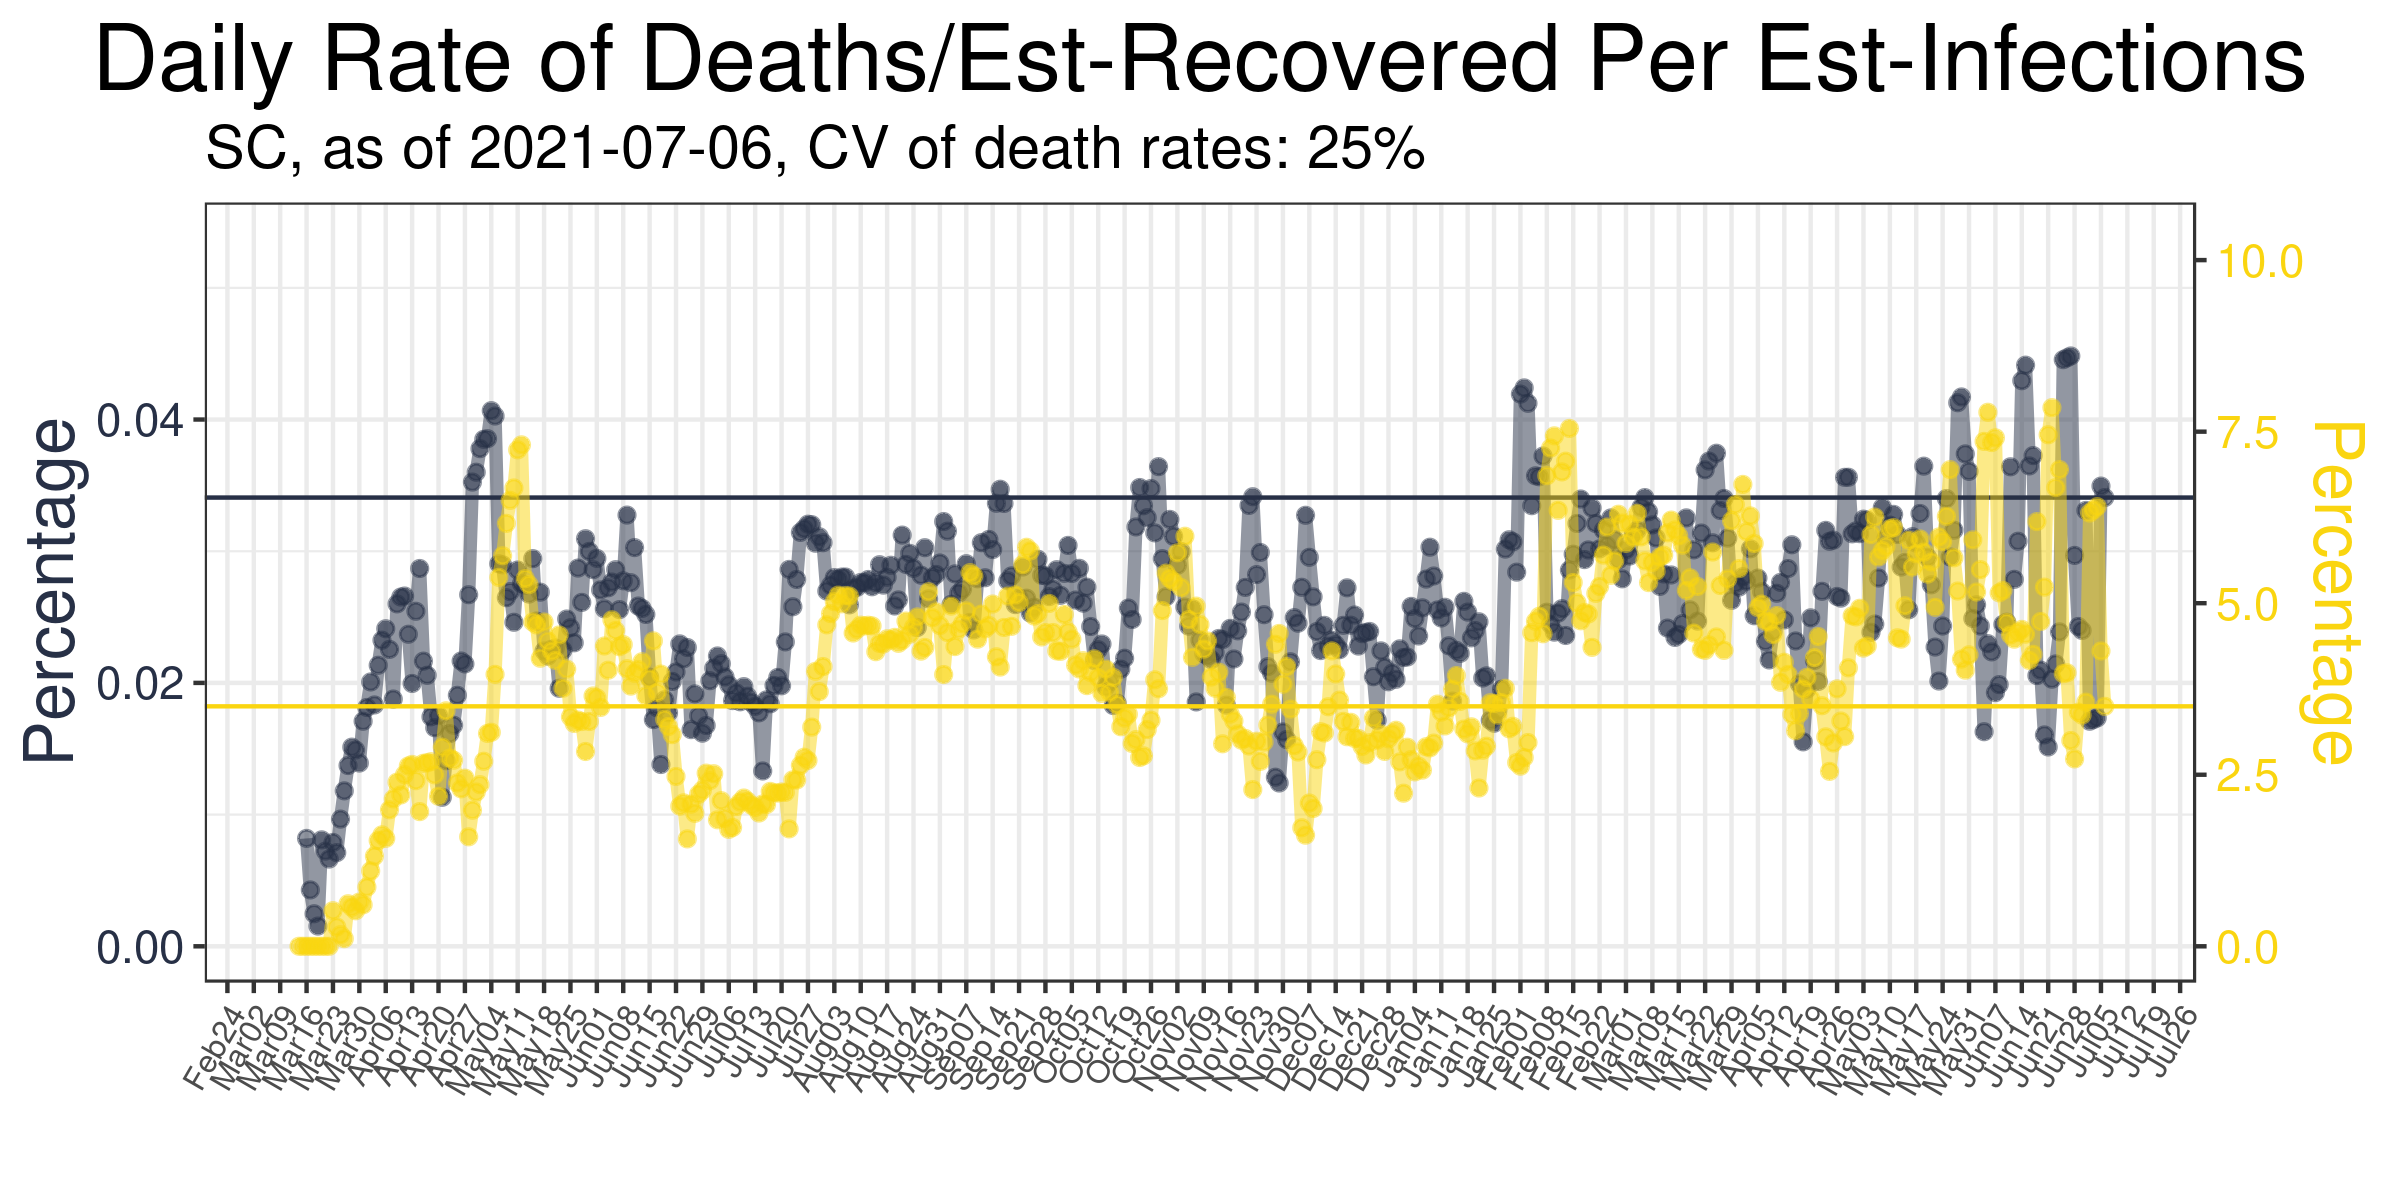 Daily Rate of Deaths/Est-Recovered Per Est-Infections
SC, as of 2021-07-06, CV of death rates: 25%
Percentage
0.04
0.02
0.00
10.0
7.5
5.0
2.5
0.0
Percentage
Feb24
Mar02
Mar09
Mar16
Mar23
Mar30
Apr06
Apr13
Apr20
Apr27
May04
May11
May18
May25
Jun01
Jun08
Jun15
Jun22
Jun29
Jul06
Jul13
Jul20
Jul27
Aug03
Aug10
Aug17
Aug24
Aug31
Sep07
Sep14
Sep21
Sep28
Oct05
Oct12
Oct19
Oct26
Nov02
Nov09
Nov16
Nov23
Nov30
Dec07
Dec14
Dec21
Dec28
Jan04
Jan11
Jan18
Jan25
Feb01
Feb08
Feb15
Feb22
Mar01
Mar08
Mar15
Mar22
Mar29
Apr05
Apr12
Apr19
Apr26
May03
May10
May17
May24
May31
Jun07
Jun14
Jun21
Jun28
Jul05
Jul12
Jul19
Jul26